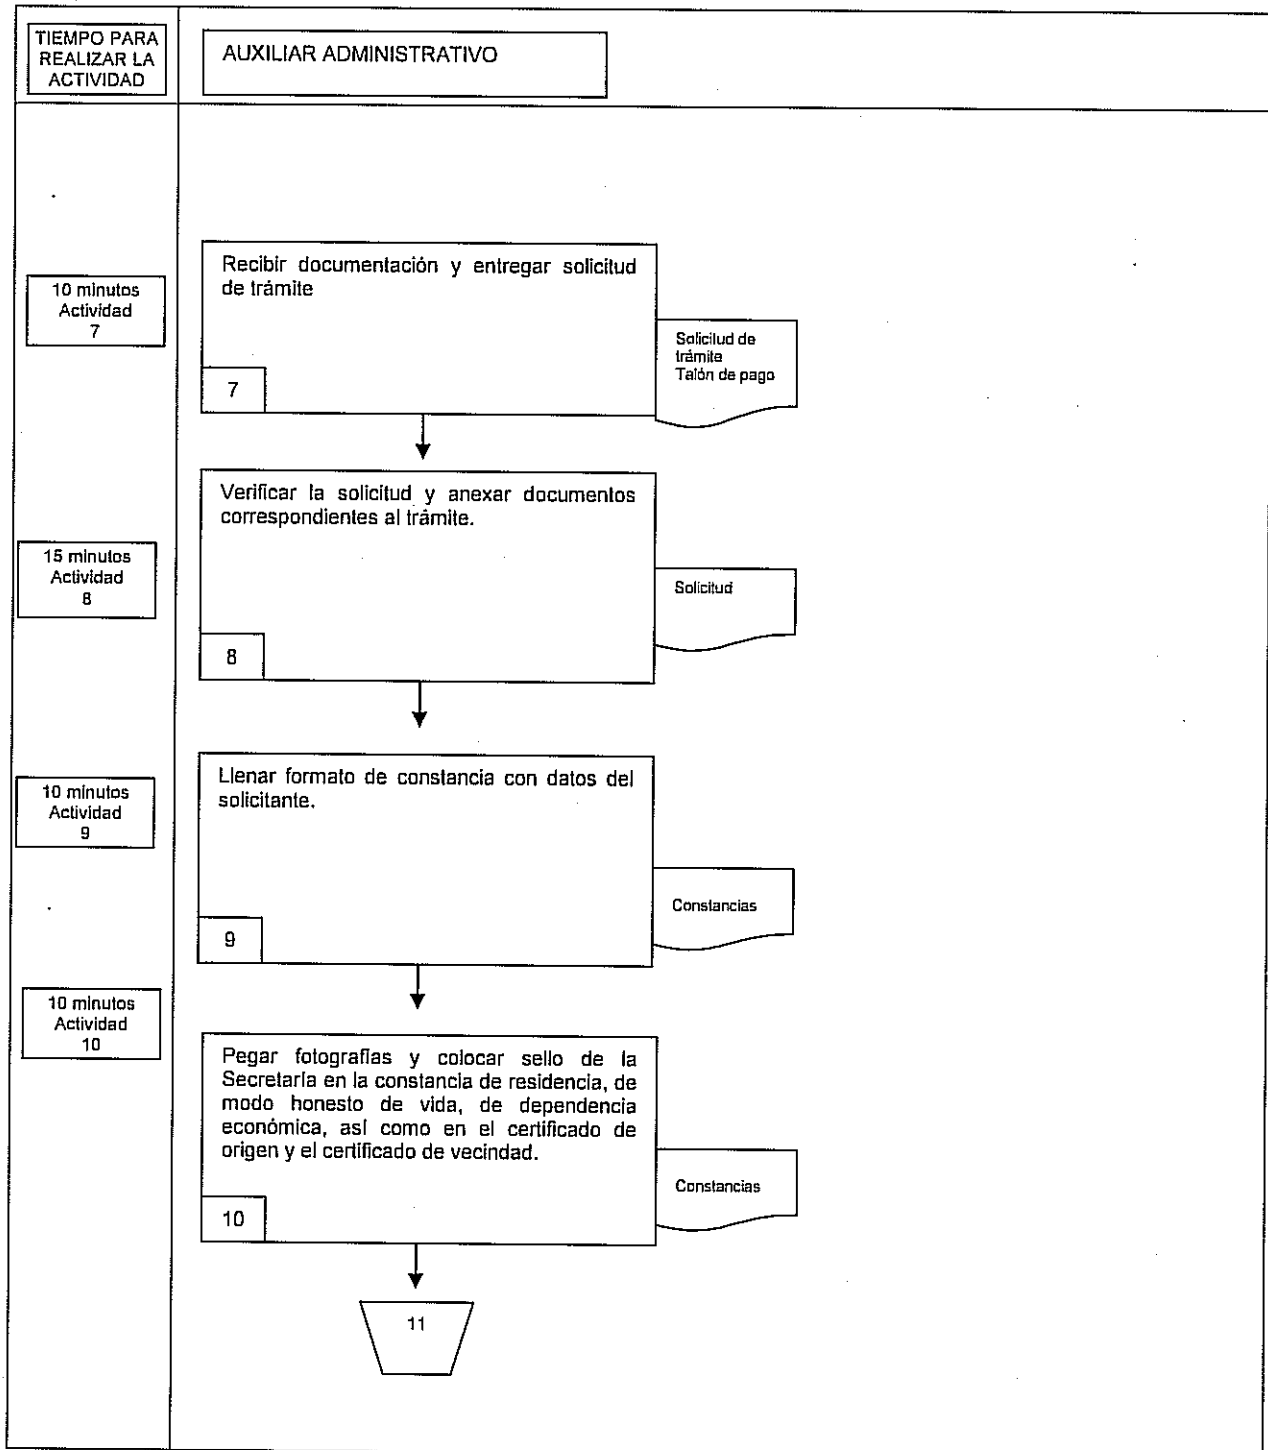 TIEMPO PARA
REALIZAR LA
ACTIVIDAD
AUXILIAR ADMINISTRATIVO
10 minutos
Actividad
7
Recibir documentación y entregar solicitud
de trámite
7
Solicitud de
trámite
Talón de pago
15 minutos
Actividad
8
Verificar la solicitud y anexar documentos
correspondientes al trámite.
8
Solicitud
10 minutos
Actividad
9
Llenar formato de constancia con datos del
solicitante.
9
Constancias
10 minutos
Actividad
10
Pegar fotografías y colocar sello de la
Secretaría en la constancia de residencia, de
modo honesto de vida, de dependencia
económica, así como en el certificado de
origen y el certificado de vecindad.
10
Constancias
11